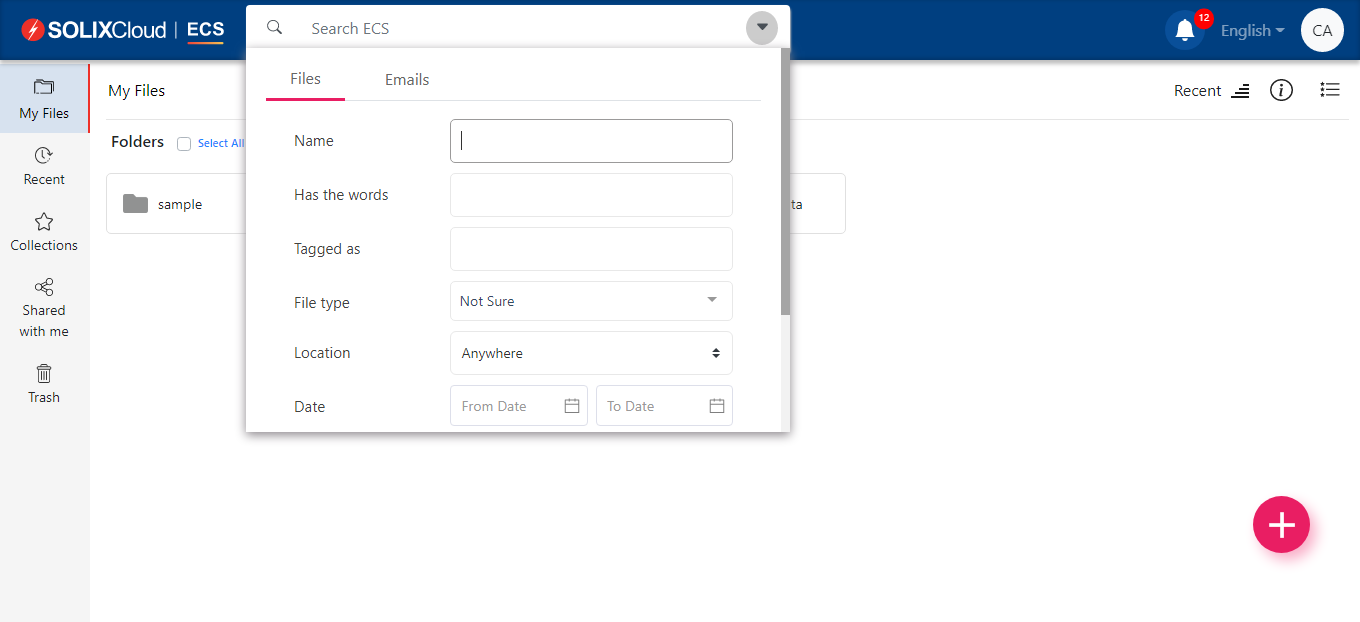 SOLIXCloud | ECS
Search ECS
12
English
CA
My Files
Recent
Collections
Shared
with me
Trash
My Files
Recent
Folders
Select All
sample
ta
Files
Emails
Name
Has the words
Tagged as
File type
Not Sure
Location
Anywhere
Date
From Date
To Date